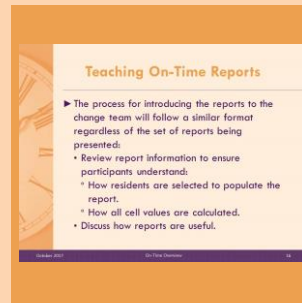 Teaching On-Time Reports
►The process for introducing the reports to the
change team will follow a similar format
regardless of the set of reports being
presented:
• Review report information to ensure
participants understand:
° How residents are selected to populate the
report.
° How all cell values are calculated.
• Discuss how reports are useful.
October 2017
On-Time Overview